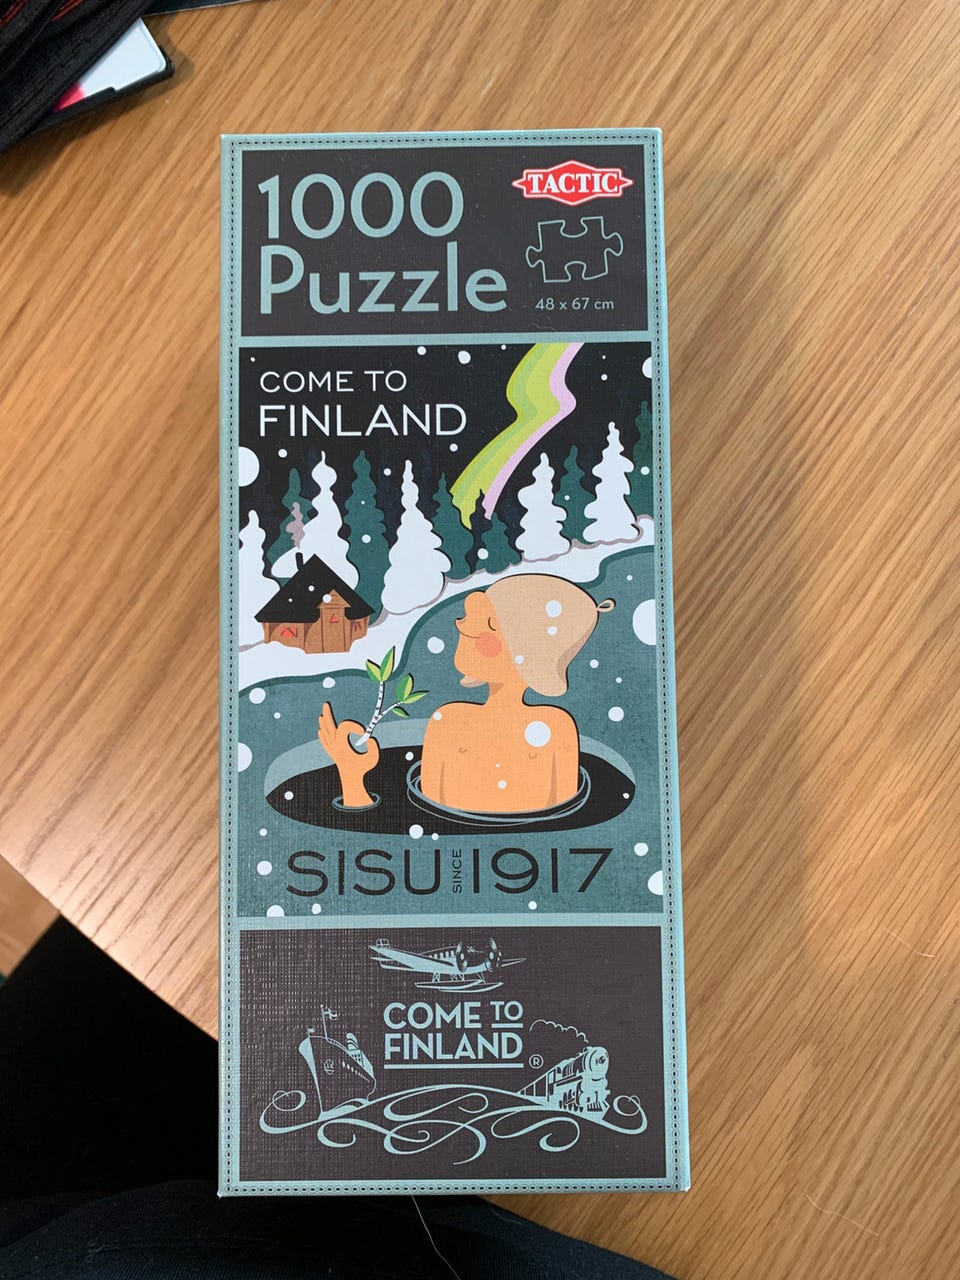 1000
Puzzle
TACTIC
48 x 67 cm
COME TO
FINLAND
SISU SINCE 1917
COME TO
FINLAND ®